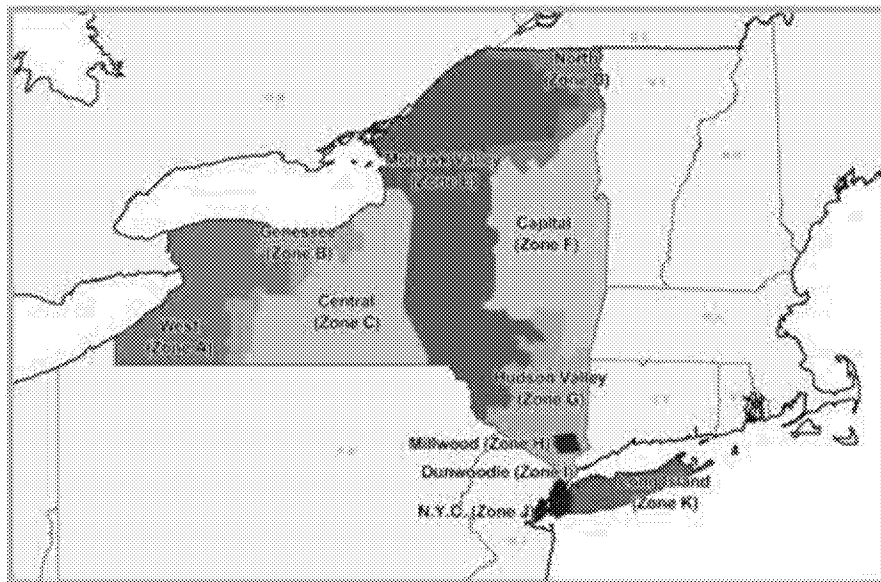 North
(Zone D)
Mohawk Valley
(Zone E)
Capital
(Zone F)
Genessee
(Zone B)
Central
(Zone C)
West
(Zone A)
Hudson Valley
(Zone G)
Millwood (Zone H)
Dunwoodie (Zone I)
Long Island
(Zone K)
N.Y.C. (Zone J)